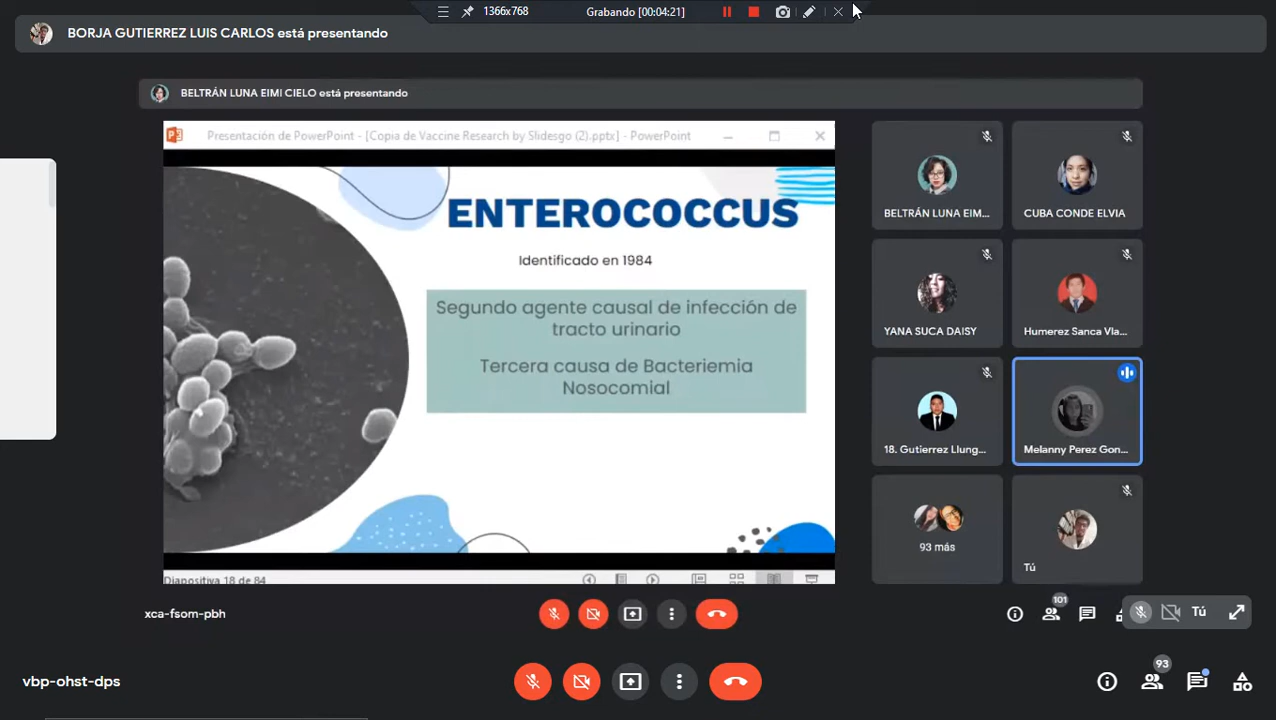 1366x768
Grabando [00:04:21]
BORJA GUTIERREZ LUIS CARLOS está presentando
BELTRÁN LUNA EIMI CIELO está presentando
Presentación de PowerPoint - [Copia de Vaccine Research by Slidesgo (2).pptx] - PowerPoint
ENTEROCOCCUS
Identificado en 1984
Segundo agente causal de infección de
tracto urinario
Tercera causa de Bacteriemia
Nosocomial
Diapositiva 18 de 84
BELTRÁN LUNA EIM...
CUBA CONDE ELVIA
YANA SUCA DAISY
Humerez Sanca Vla...
18. Gutierrez Llung...
Melanny Perez Gon...
93 más
Tú
xca-fsom-pbh
101
Tú
vbp-ohst-dps
93